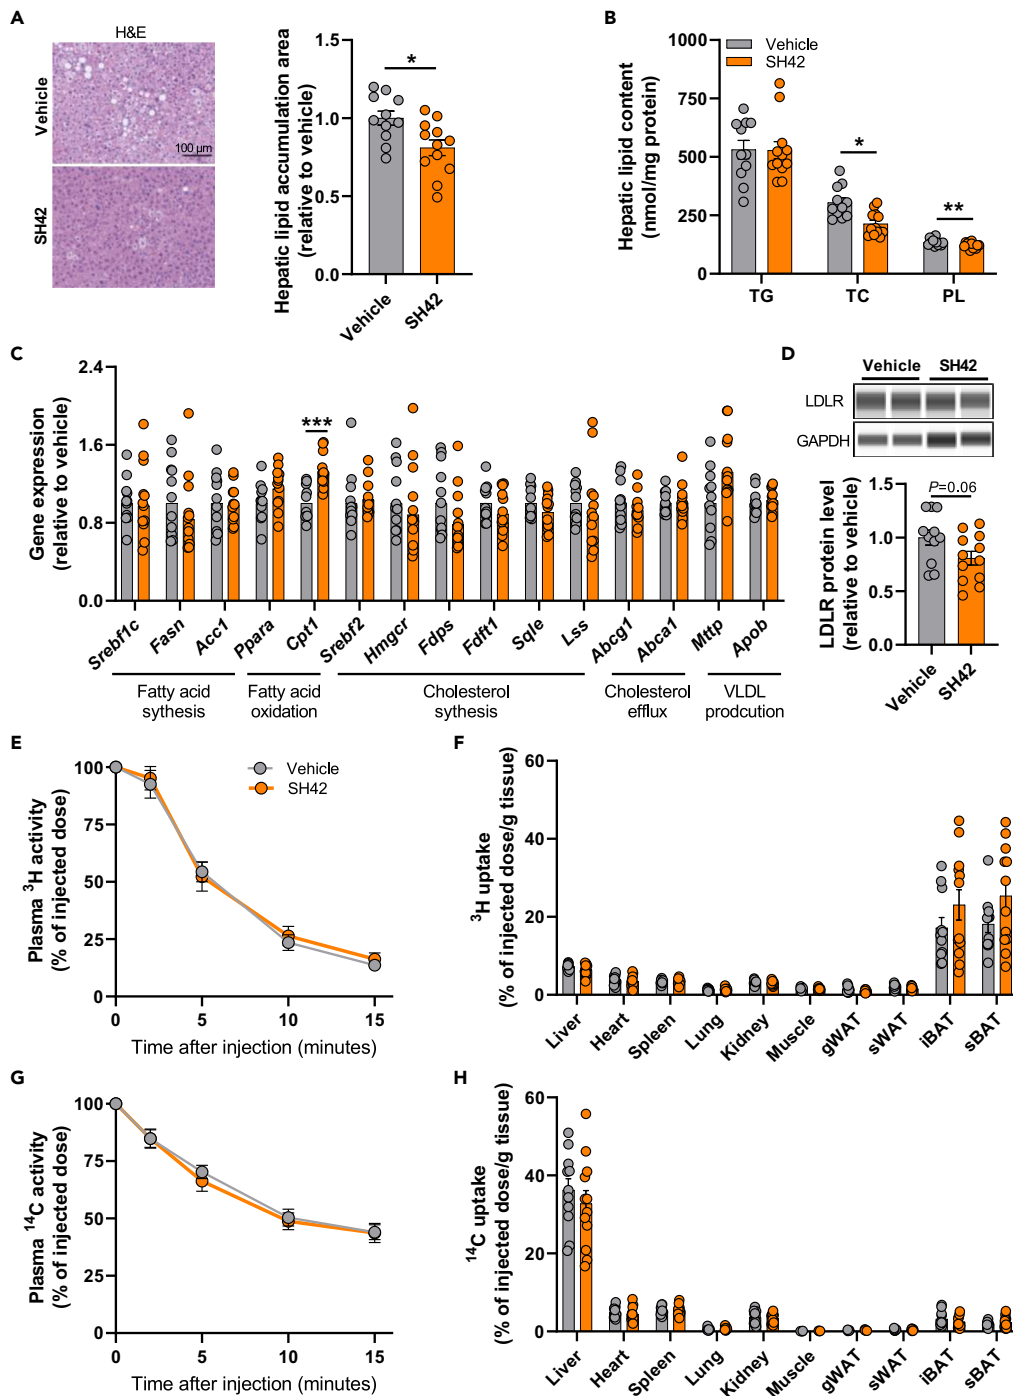 A
H&E
Vehicle
100 µm
SH42
Hepatic lipid accumulation area
(relative to vehicle)
1.5
1.0
0.5
0.0
*
Vehicle
SH42
B
Hepatic lipid content
(nmol/mg protein)
1000
750
500
250
0
Vehicle
SH42
*
**
TG TC PL
C
Gene expression
(relative to vehicle)
2.4
1.6
0.8
0.0
***
Srebf1c Fasn Acc1 Ppara Cpt1 Srebf2 Hmgcr Fdps Fdft1 Sqle Lss Abcg1 Abca1 Mttp Apob
Fatty acid
sythesis
Fatty acid
oxidation
Cholesterol
sythesis
Cholesterol
efflux
VLDL
prodcution
D
Vehicle SH42
LDLR
GAPDH
LDLR protein level
(relative to vehicle)
1.5
1.0
0.5
0.0
P=0.06
Vehicle
SH42
E
Plasma ³H activity
(% of injected dose)
100
75
50
25
0
Vehicle
SH42
0 5 10 15
Time after injection (minutes)
F
³H uptake
(% of injected dose/g tissue)
60
40
20
0
Liver Heart Spleen Lung Kidney Muscle gWAT sWAT iBAT sBAT
G
Plasma ¹⁴C activity
(% of injected dose)
100
75
50
25
0
0 5 10 15
Time after injection (minutes)
H
¹⁴C uptake
(% of injected dose/g tissue)
60
40
20
0
Liver Heart Spleen Lung Kidney Muscle gWAT sWAT iBAT sBAT